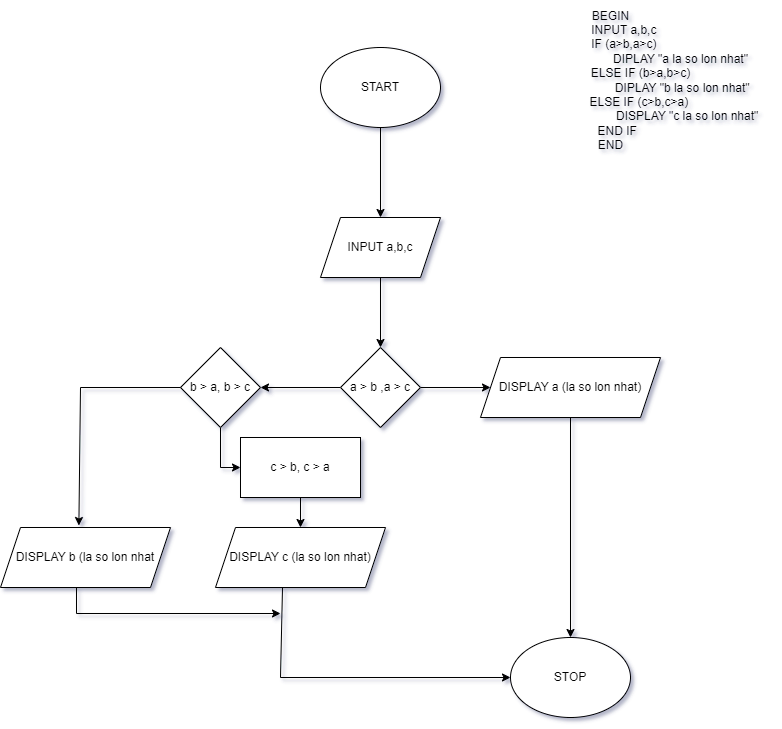 BEGIN
INPUT a,b,c
IF (a>b,a>c)
DIPLAY "a la so lon nhat"
ELSE IF (b>a,b>c)
DIPLAY "b la so lon nhat"
ELSE IF (c>b,c>a)
DISPLAY "c la so lon nhat"
END IF
END
START
INPUT a,b,c
b > a, b > c
a > b ,a > c
DISPLAY a (la so lon nhat)
c > b, c > a
DISPLAY b (la so lon nhat
DISPLAY c (la so lon nhat)
STOP